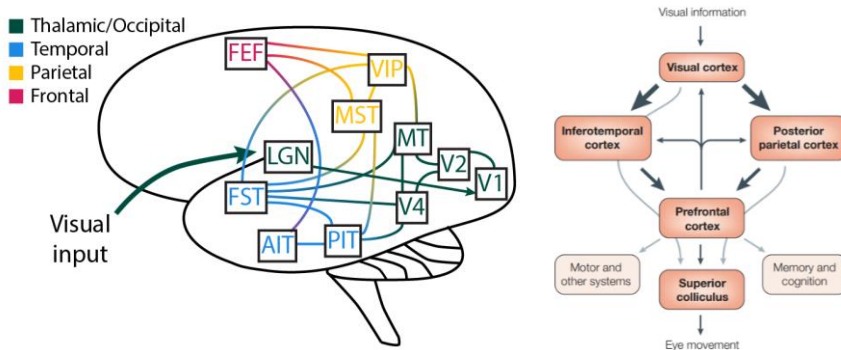 Thalamic/Occipital
Temporal
Parietal
Frontal
FEF
VIP
MST
MT
LGN
V2
V1
FST
V4
AIT
PIT
Visual
input
Visual information
Visual cortex
Inferotemporal
cortex
Posterior
parietal cortex
Prefrontal
cortex
Motor and
other systems
Superior
colliculus
Memory and
cognition
Eye movement